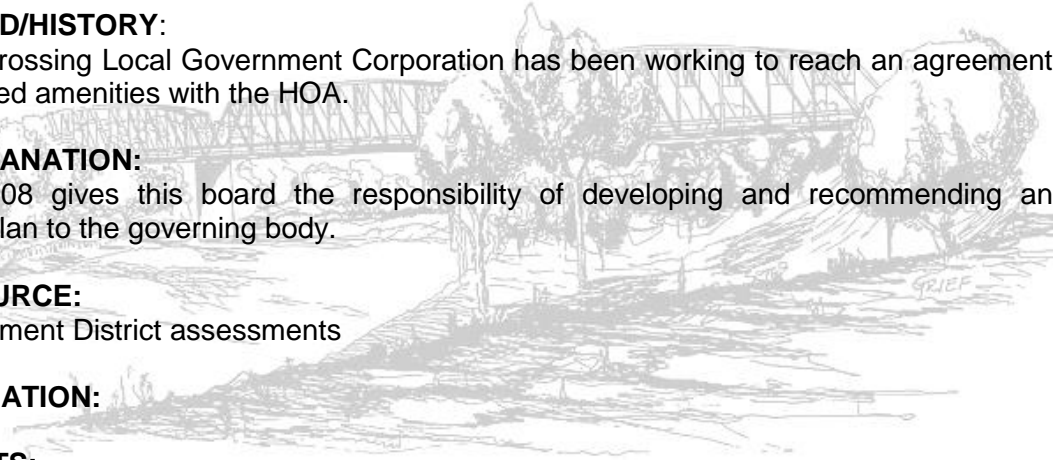 D/HISTORY:
rossing Local Government Corporation has been working to reach an agreement
ed amenities with the HOA.
ANATION:
08 gives this board the responsibility of developing and recommending an
lan to the governing body.
URCE:
ment District assessments
ATION:
TS:
GRIEF